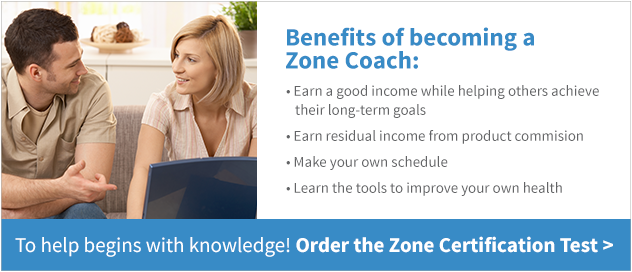 Benefits of becoming a
Zone Coach:
• Earn a good income while helping others achieve
their long-term goals
• Earn residual income from product commision
• Make your own schedule
• Learn the tools to improve your own health
To help begins with knowledge! Order the Zone Certification Test >